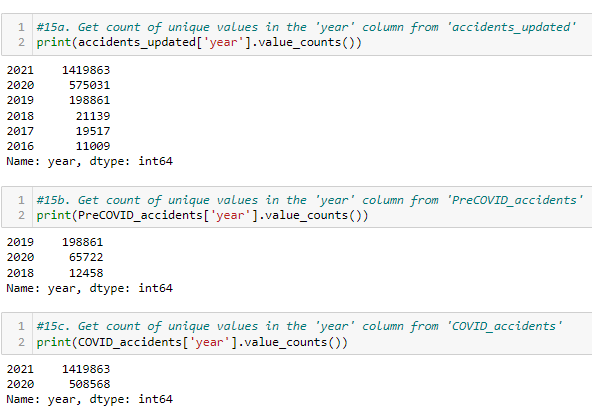 1 #15a. Get count of unique values in the 'year' column from 'accidents_updated'
2 print(accidents_updated['year'].value_counts())
2021    1419863
2020     575031
2019     198861
2018      21139
2017      19517
2016      11009
Name: year, dtype: int64
1 #15b. Get count of unique values in the 'year' column from 'PreCOVID_accidents'
2 print(PreCOVID_accidents['year'].value_counts())
2019    198861
2020     65722
2018     12458
Name: year, dtype: int64
1 #15c. Get count of unique values in the 'year' column from 'COVID_accidents'
2 print(COVID_accidents['year'].value_counts())
2021    1419863
2020     508568
Name: year, dtype: int64